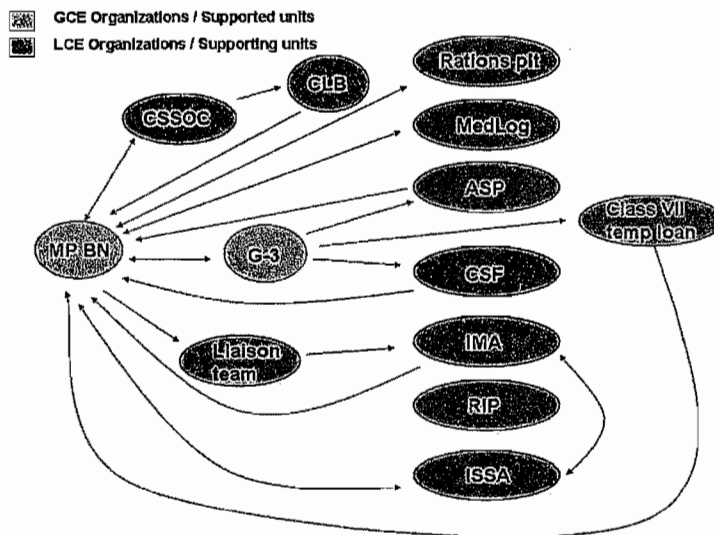 GCE Organizations / Supported units
LCE Organizations / Supporting units
CLB
Rations plt
CSSOC
MedLog
ASP
Class VII
temp loan
MP BN
G-3
CSF
Liaison
team
IMA
RIP
ISSA